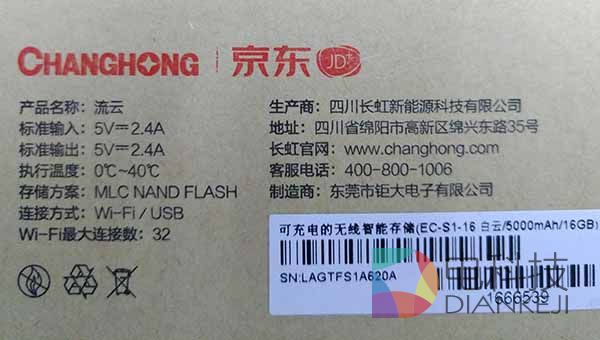 CHANGHONG 京东 JD
产品名称：流云
标准输入：5V⎓2.4A
标准输出：5V⎓2.4A
执行温度：0℃~40℃
存储方案：MLC NAND FLASH
连接方式：Wi-Fi / USB
Wi-Fi最大连接数：32
生产商：四川长虹新能源科技有限公司
地址：四川省绵阳市高新区绵兴东路35号
长虹官网：www.changhong.com
客服电话：400-800-1006
制造商：东莞市钜大电子有限公司
可充电的无线智能存储(EC-S1-16 白云/5000mAh/16GB)
SN:LAGTFS1A620A
1666539
电科技
DIANKEJI